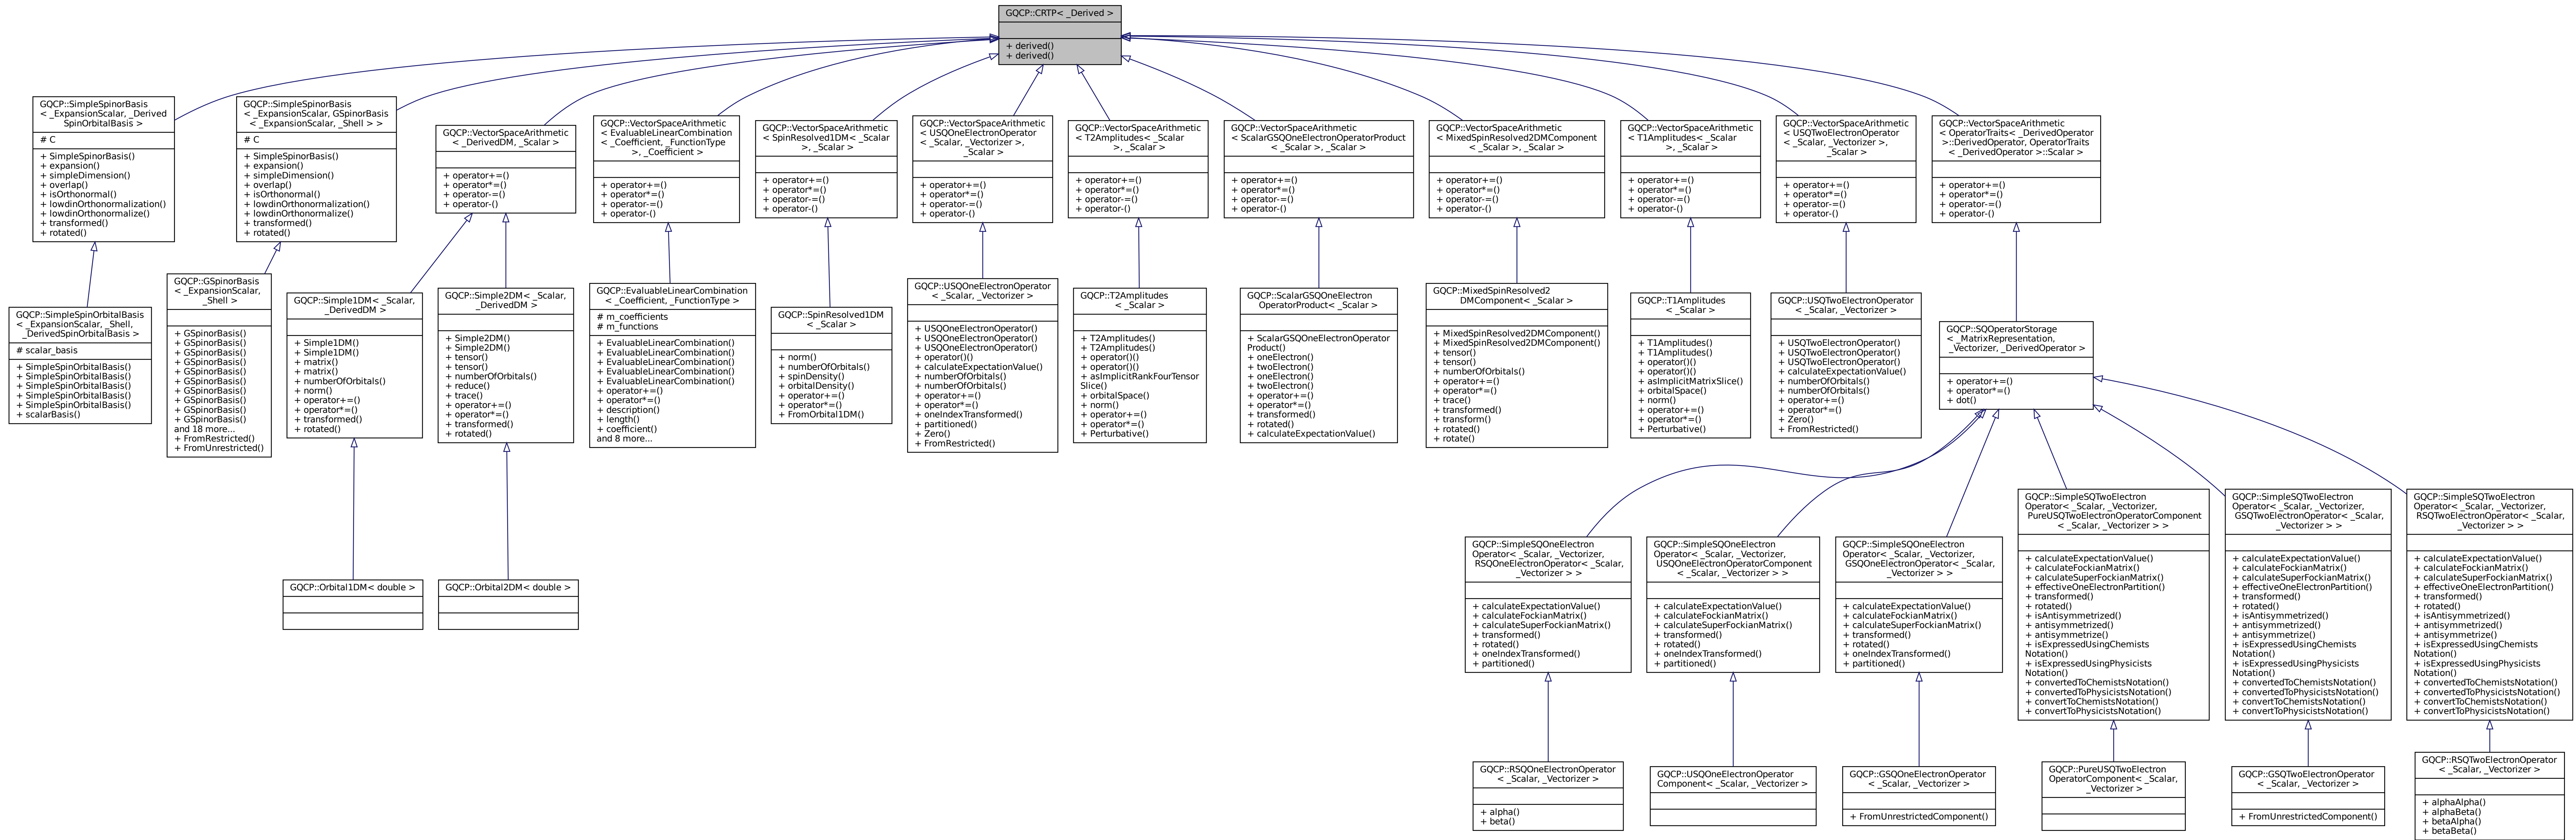 GQCP::CRTP< _Derived >
+ derived()
+ derived()
GQCP::SimpleSpinorBasis
< _ExpansionScalar, _Derived
SpinOrbitalBasis >
# C
+ SimpleSpinorBasis()
+ expansion()
+ simpleDimension()
+ overlap()
+ isOrthonormal()
+ lowdinOrthonormalization()
+ lowdinOrthonormalize()
+ transformed()
+ rotated()
GQCP::SimpleSpinorBasis
< _ExpansionScalar, GSpinorBasis
< _ExpansionScalar, _Shell > >
# C
+ SimpleSpinorBasis()
+ expansion()
+ simpleDimension()
+ overlap()
+ isOrthonormal()
+ lowdinOrthonormalization()
+ lowdinOrthonormalize()
+ transformed()
+ rotated()
GQCP::VectorSpaceArithmetic
< _DerivedDM, _Scalar >
+ operator+=()
+ operator*=()
+ operator-=()
+ operator-()
GQCP::VectorSpaceArithmetic
< EvaluableLinearCombination
< _Coefficient, _FunctionType
>, _Coefficient >
+ operator+=()
+ operator*=()
+ operator-=()
+ operator-()
GQCP::VectorSpaceArithmetic
< SpinResolved1DM< _Scalar
>, _Scalar >
+ operator+=()
+ operator*=()
+ operator-=()
+ operator-()
GQCP::VectorSpaceArithmetic
< USQOneElectronOperator
< _Scalar, _Vectorizer >,
_Scalar >
+ operator+=()
+ operator*=()
+ operator-=()
+ operator-()
GQCP::VectorSpaceArithmetic
< T2Amplitudes< _Scalar
>, _Scalar >
+ operator+=()
+ operator*=()
+ operator-=()
+ operator-()
GQCP::VectorSpaceArithmetic
< ScalarGSQOneElectronOperatorProduct
< _Scalar >, _Scalar >
+ operator+=()
+ operator*=()
+ operator-=()
+ operator-()
GQCP::VectorSpaceArithmetic
< MixedSpinResolved2DMComponent
< _Scalar >, _Scalar >
+ operator+=()
+ operator*=()
+ operator-=()
+ operator-()
GQCP::VectorSpaceArithmetic
< T1Amplitudes< _Scalar
>, _Scalar >
+ operator+=()
+ operator*=()
+ operator-=()
+ operator-()
GQCP::VectorSpaceArithmetic
< USQTwoElectronOperator
< _Scalar, _Vectorizer >,
_Scalar >
+ operator+=()
+ operator*=()
+ operator-=()
+ operator-()
GQCP::VectorSpaceArithmetic
< OperatorTraits< _DerivedOperator
>::DerivedOperator, OperatorTraits
< _DerivedOperator >::Scalar >
+ operator+=()
+ operator*=()
+ operator-=()
+ operator-()
GQCP::SimpleSpinOrbitalBasis
< _ExpansionScalar, _Shell,
_DerivedSpinOrbitalBasis >
# scalar_basis
+ SimpleSpinOrbitalBasis()
+ SimpleSpinOrbitalBasis()
+ SimpleSpinOrbitalBasis()
+ SimpleSpinOrbitalBasis()
+ SimpleSpinOrbitalBasis()
+ scalarBasis()
GQCP::GSpinorBasis
< _ExpansionScalar,
_Shell >
+ GSpinorBasis()
+ GSpinorBasis()
+ GSpinorBasis()
+ GSpinorBasis()
+ GSpinorBasis()
+ GSpinorBasis()
+ GSpinorBasis()
+ GSpinorBasis()
+ GSpinorBasis()
+ GSpinorBasis()
and 18 more...
+ FromRestricted()
+ FromUnrestricted()
GQCP::Simple1DM< _Scalar,
_DerivedDM >
+ Simple1DM()
+ Simple1DM()
+ matrix()
+ matrix()
+ numberOfOrbitals()
+ norm()
+ operator+=()
+ operator*=()
+ transformed()
+ rotated()
GQCP::Simple2DM< _Scalar,
_DerivedDM >
+ Simple2DM()
+ Simple2DM()
+ tensor()
+ tensor()
+ numberOfOrbitals()
+ reduce()
+ trace()
+ operator+=()
+ operator*=()
+ transformed()
+ rotated()
GQCP::EvaluableLinearCombination
< _Coefficient, _FunctionType >
# m_coefficients
# m_functions
+ EvaluableLinearCombination()
+ EvaluableLinearCombination()
+ EvaluableLinearCombination()
+ EvaluableLinearCombination()
+ EvaluableLinearCombination()
+ operator+=()
+ operator*=()
+ description()
+ length()
+ coefficient()
and 8 more...
GQCP::SpinResolved1DM
< _Scalar >
+ norm()
+ numberOfOrbitals()
+ spinDensity()
+ orbitalDensity()
+ operator+=()
+ operator*=()
+ FromOrbital1DM()
GQCP::USQOneElectronOperator
< _Scalar, _Vectorizer >
+ USQOneElectronOperator()
+ USQOneElectronOperator()
+ USQOneElectronOperator()
+ operator()()
+ calculateExpectationValue()
+ numberOfOrbitals()
+ numberOfOrbitals()
+ operator+=()
+ operator*=()
+ oneIndexTransformed()
+ partitioned()
+ Zero()
+ FromRestricted()
GQCP::T2Amplitudes
< _Scalar >
+ T2Amplitudes()
+ T2Amplitudes()
+ operator()()
+ operator()()
+ asImplicitRankFourTensor
Slice()
+ orbitalSpace()
+ norm()
+ operator+=()
+ operator*=()
+ Perturbative()
GQCP::ScalarGSQOneElectron
OperatorProduct< _Scalar >
+ ScalarGSQOneElectronOperator
Product()
+ oneElectron()
+ twoElectron()
+ oneElectron()
+ twoElectron()
+ operator+=()
+ operator*=()
+ transformed()
+ rotated()
+ calculateExpectationValue()
GQCP::MixedSpinResolved2
DMComponent< _Scalar >
+ MixedSpinResolved2DMComponent()
+ MixedSpinResolved2DMComponent()
+ tensor()
+ tensor()
+ numberOfOrbitals()
+ operator+=()
+ operator*=()
+ trace()
+ transformed()
+ transform()
+ rotated()
+ rotate()
GQCP::T1Amplitudes
< _Scalar >
+ T1Amplitudes()
+ T1Amplitudes()
+ operator()()
+ operator()()
+ asImplicitMatrixSlice()
+ orbitalSpace()
+ norm()
+ operator+=()
+ operator*=()
+ Perturbative()
GQCP::USQTwoElectronOperator
< _Scalar, _Vectorizer >
+ USQTwoElectronOperator()
+ USQTwoElectronOperator()
+ USQTwoElectronOperator()
+ calculateExpectationValue()
+ numberOfOrbitals()
+ numberOfOrbitals()
+ operator+=()
+ operator*=()
+ Zero()
+ FromRestricted()
GQCP::SQOperatorStorage
< _MatrixRepresentation,
_Vectorizer, _DerivedOperator >
+ operator+=()
+ operator*=()
+ dot()
GQCP::Orbital1DM< double >
GQCP::Orbital2DM< double >
GQCP::SimpleSQOneElectron
Operator< _Scalar, _Vectorizer,
RSQOneElectronOperator< _Scalar,
_Vectorizer > >
+ calculateExpectationValue()
+ calculateFockianMatrix()
+ calculateSuperFockianMatrix()
+ transformed()
+ rotated()
+ oneIndexTransformed()
+ partitioned()
GQCP::SimpleSQOneElectron
Operator< _Scalar, _Vectorizer,
USQOneElectronOperatorComponent
< _Scalar, _Vectorizer > >
+ calculateExpectationValue()
+ calculateFockianMatrix()
+ calculateSuperFockianMatrix()
+ transformed()
+ rotated()
+ oneIndexTransformed()
+ partitioned()
GQCP::SimpleSQOneElectron
Operator< _Scalar, _Vectorizer,
GSQOneElectronOperator< _Scalar,
_Vectorizer > >
+ calculateExpectationValue()
+ calculateFockianMatrix()
+ calculateSuperFockianMatrix()
+ transformed()
+ rotated()
+ oneIndexTransformed()
+ partitioned()
GQCP::SimpleSQTwoElectron
Operator< _Scalar, _Vectorizer,
PureUSQTwoElectronOperatorComponent
< _Scalar, _Vectorizer > >
+ calculateExpectationValue()
+ calculateFockianMatrix()
+ calculateSuperFockianMatrix()
+ effectiveOneElectronPartition()
+ transformed()
+ rotated()
+ isAntisymmetrized()
+ antisymmetrized()
+ antisymmetrize()
+ isExpressedUsingChemists
Notation()
+ isExpressedUsingPhysicists
Notation()
+ convertedToChemistsNotation()
+ convertedToPhysicistsNotation()
+ convertToChemistsNotation()
+ convertToPhysicistsNotation()
GQCP::SimpleSQTwoElectron
Operator< _Scalar, _Vectorizer,
GSQTwoElectronOperator< _Scalar,
_Vectorizer > >
+ calculateExpectationValue()
+ calculateFockianMatrix()
+ calculateSuperFockianMatrix()
+ effectiveOneElectronPartition()
+ transformed()
+ rotated()
+ isAntisymmetrized()
+ antisymmetrized()
+ antisymmetrize()
+ isExpressedUsingChemists
Notation()
+ isExpressedUsingPhysicists
Notation()
+ convertedToChemistsNotation()
+ convertedToPhysicistsNotation()
+ convertToChemistsNotation()
+ convertToPhysicistsNotation()
GQCP::SimpleSQTwoElectron
Operator< _Scalar, _Vectorizer,
RSQTwoElectronOperator< _Scalar,
_Vectorizer > >
+ calculateExpectationValue()
+ calculateFockianMatrix()
+ calculateSuperFockianMatrix()
+ effectiveOneElectronPartition()
+ transformed()
+ rotated()
+ isAntisymmetrized()
+ antisymmetrized()
+ antisymmetrize()
+ isExpressedUsingChemists
Notation()
+ isExpressedUsingPhysicists
Notation()
+ convertedToChemistsNotation()
+ convertedToPhysicistsNotation()
+ convertToChemistsNotation()
+ convertToPhysicistsNotation()
GQCP::RSQOneElectronOperator
< _Scalar, _Vectorizer >
+ alpha()
+ beta()
GQCP::USQOneElectronOperator
Component< _Scalar, _Vectorizer >
GQCP::GSQOneElectronOperator
< _Scalar, _Vectorizer >
+ FromUnrestrictedComponent()
GQCP::PureUSQTwoElectron
OperatorComponent< _Scalar,
_Vectorizer >
GQCP::GSQTwoElectronOperator
< _Scalar, _Vectorizer >
+ FromUnrestrictedComponent()
GQCP::RSQTwoElectronOperator
< _Scalar, _Vectorizer >
+ alphaAlpha()
+ alphaBeta()
+ betaAlpha()
+ betaBeta()